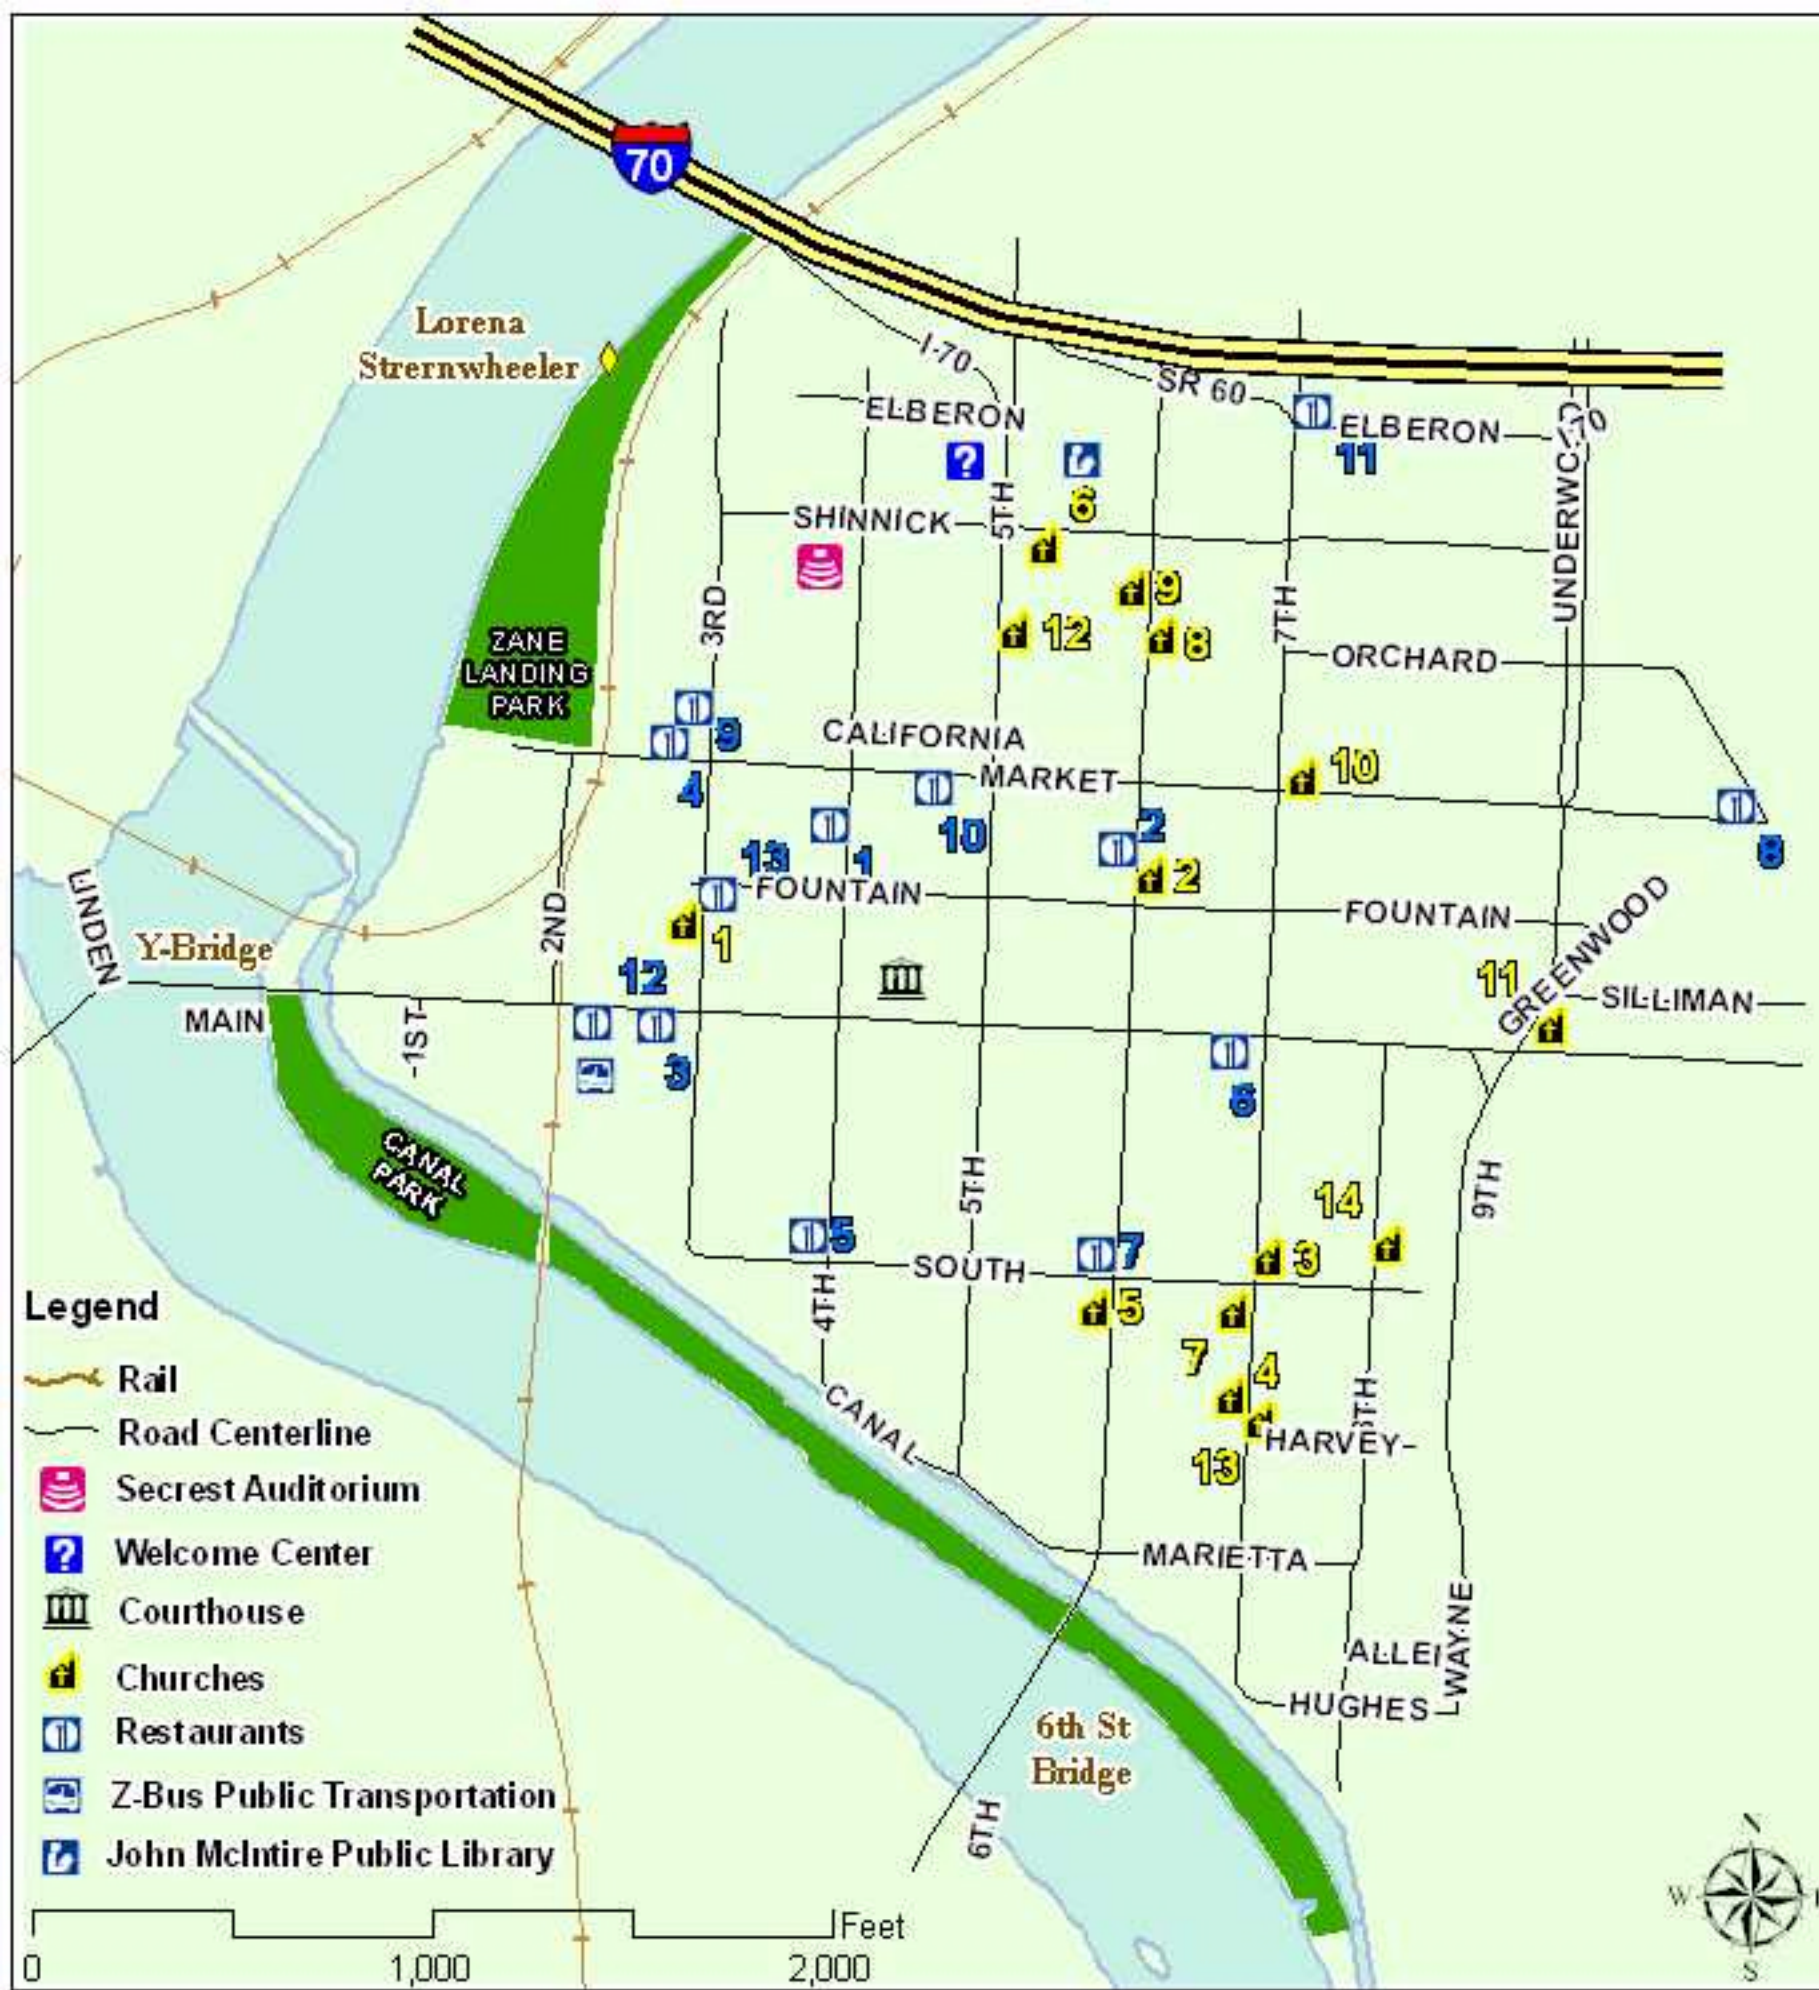 70
Lorena
Strernwheeler
I-70
SR 60
ELBERON
ELBERON
I-70
11
UNDERWOOD
6
SHINNICK
5TH
9
3RD
7TH
12
8
ZANE
LANDING
PARK
ORCHARD
9
CALIFORNIA
MARKET
10
4
10
2
13
1
8
LINDEN
2ND
FOUNTAIN
2
FOUNTAIN
GREENWOOD
Y-Bridge
1
12
11
SILLIMAN
MAIN
1ST
3
6
CANAL
PARK
5TH
9TH
14
5
7
3
SOUTH
4TH
5
7
4
CANAL
8TH
HARVEY
13
MARIETTA
WAYNE
HUGHES
6th St
Bridge
6TH
Legend
Rail
Road Centerline
Secrest Auditorium
?
Welcome Center
Courthouse
Churches
Restaurants
Z-Bus Public Transportation
John McIntire Public Library
Feet
0
1,000
2,000
N
W
S